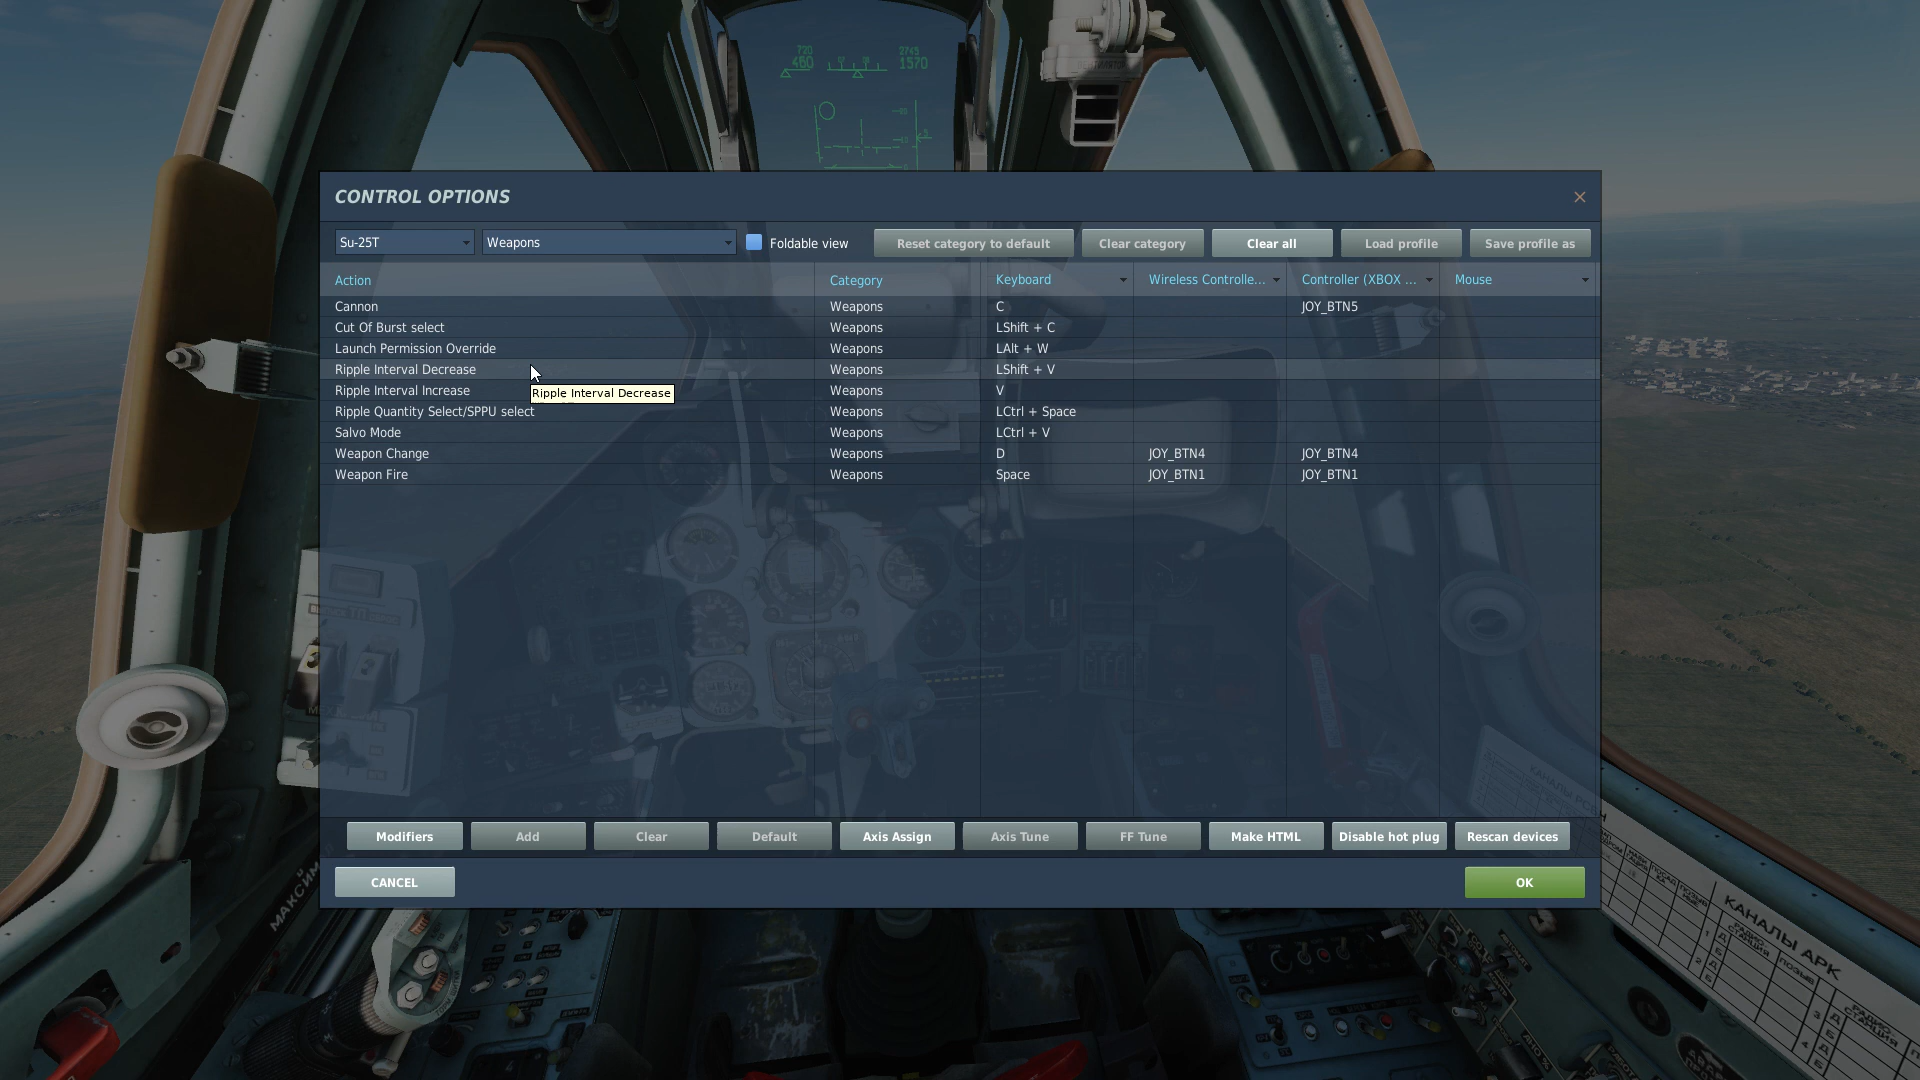 720 2745
460 1570
CONTROL OPTIONS
Su-25T Weapons Foldable view Reset category to default Clear category Clear all Load profile Save profile as
Action Category Keyboard Wireless Controlle... Controller (XBOX ... Mouse
Cannon Weapons C JOY_BTN5
Cut Of Burst select Weapons LShift + C
Launch Permission Override Weapons LAlt + W
Ripple Interval Decrease Weapons LShift + V
Ripple Interval Decrease
Ripple Interval Increase Weapons V
Ripple Quantity Select/SPPU select Weapons LCtrl + Space
Salvo Mode Weapons LCtrl + V
Weapon Change Weapons D JOY_BTN4 JOY_BTN4
Weapon Fire Weapons Space JOY_BTN1 JOY_BTN1
Modifiers Add Clear Default Axis Assign Axis Tune FF Tune Make HTML Disable hot plug Rescan devices
CANCEL OK
КАНАЛЫ АРК